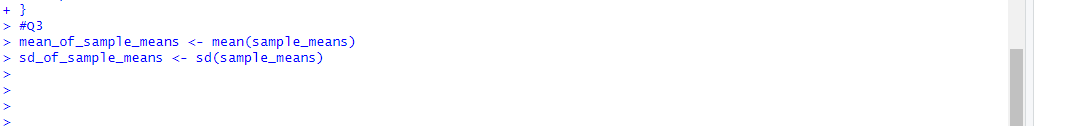 + }
> #Q3
> mean_of_sample_means <- mean(sample_means)
> sd_of_sample_means <- sd(sample_means)
>
>
>
>